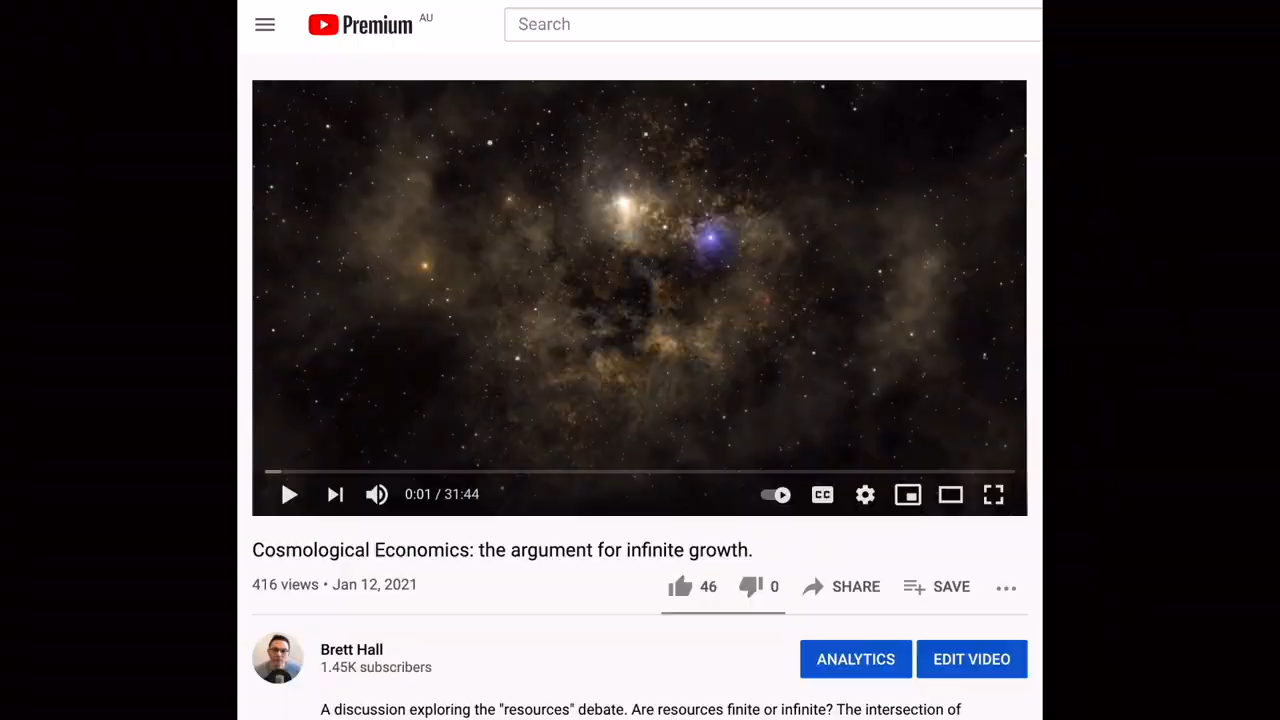 Premium AU
Search
0:01 / 31:44
CC
Cosmological Economics: the argument for infinite growth.
416 views • Jan 12, 2021
46
0
SHARE
SAVE
Brett Hall
1.45K subscribers
ANALYTICS
EDIT VIDEO
A discussion exploring the "resources" debate. Are resources finite or infinite? The intersection of